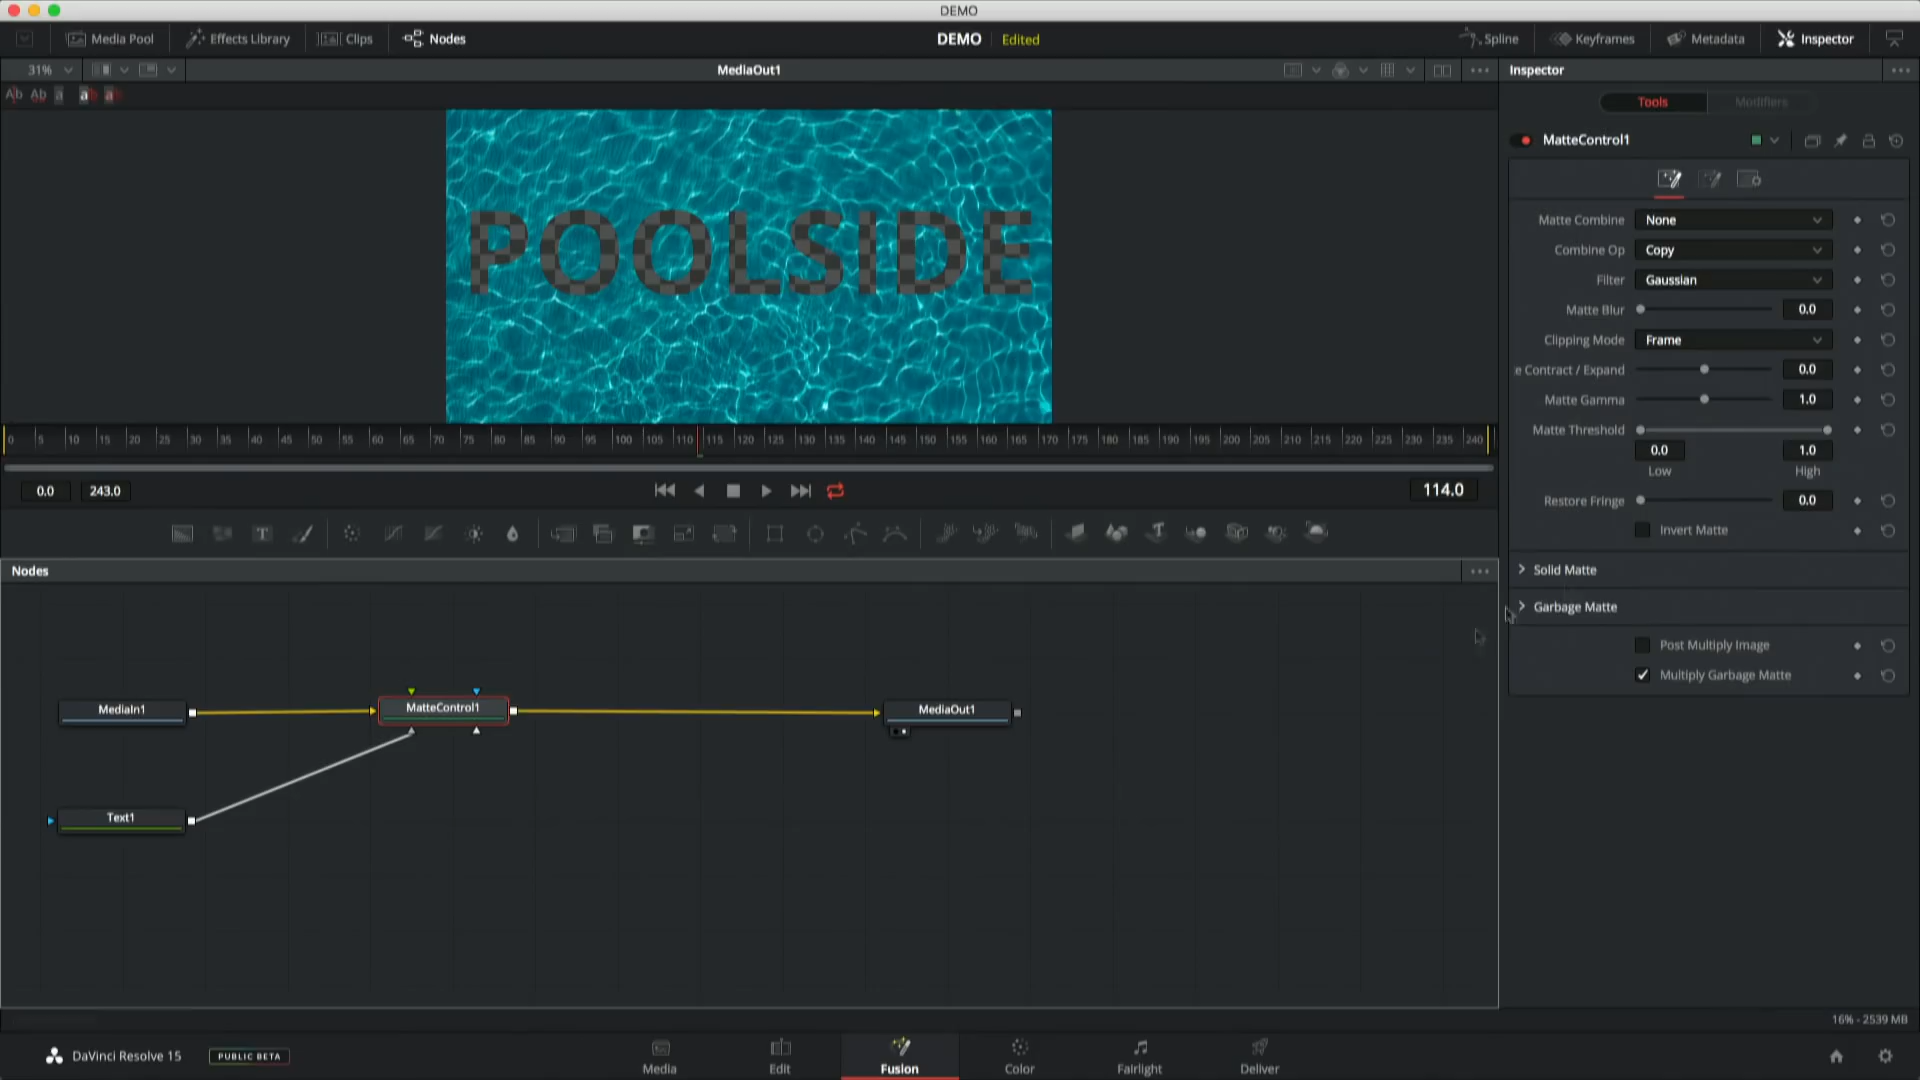 DEMO
Media Pool
Effects Library
Clips
Nodes
DEMO
Edited
Spline
Keyframes
Metadata
Inspector
31%
MediaOut1
Inspector
Ab Ab a ab a
Tools
Modifiers
MatteControl1
POOLSIDE
Matte Combine None
Combine Op Copy
Filter Gaussian
Matte Blur 0.0
Clipping Mode Frame
e Contract / Expand 0.0
Matte Gamma 1.0
Matte Threshold
0.0 1.0
Low High
Restore Fringe 0.0
Invert Matte
Solid Matte
Garbage Matte
Post Multiply Image
Multiply Garbage Matte
0 5 10 15 20 25 30 35 40 45 50 55 60 65 70 75 80 85 90 95 100 105 110 115 120 125 130 135 140 145 150 155 160 165 170 175 180 185 190 195 200 205 210 215 220 225 230 235 240
0.0 243.0
114.0
T
T
Nodes
MediaIn1
MatteControl1
MediaOut1
Text1
16% - 2539 MB
DaVinci Resolve 15
PUBLIC BETA
Media
Edit
Fusion
Color
Fairlight
Deliver